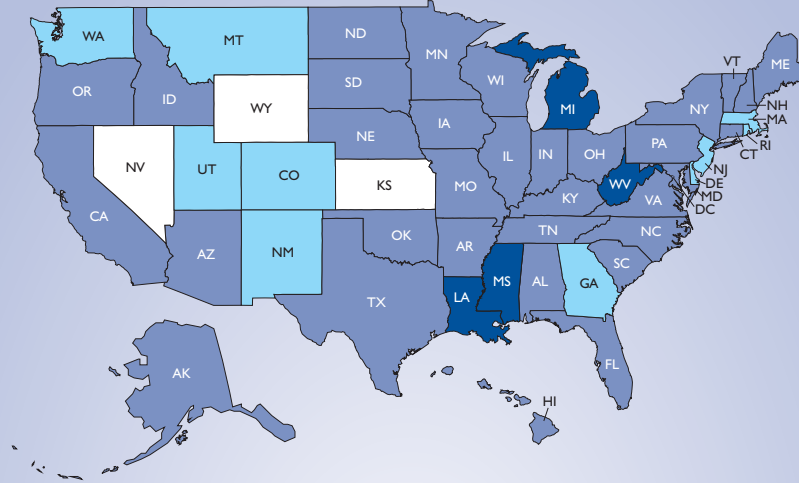 WA
MT
ND
MN
VT
ME
OR
ID
SD
WI
MI
NY
NH
MA
WY
RI
CT
NE
IA
PA
NV
UT
CO
KS
MO
IL
IN
OH
NJ
DE
MD
DC
WV
VA
KY
CA
AZ
NM
OK
AR
TN
NC
SC
TX
LA
MS
AL
GA
FL
AK
HI